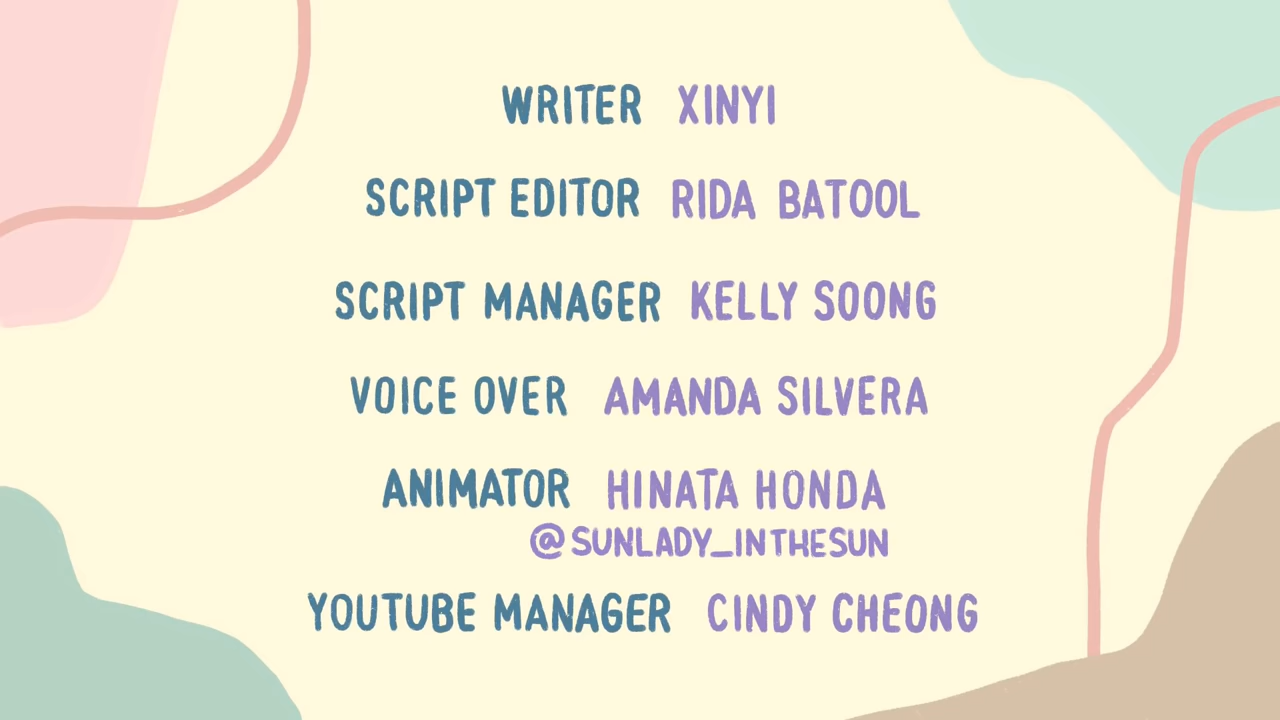 WRITER XINYI
SCRIPT EDITOR RIDA BATOOL
SCRIPT MANAGER KELLY SOONG
VOICE OVER AMANDA SILVERA
ANIMATOR HINATA HONDA
@SUNLADY_INTHESUN
YOUTUBE MANAGER CINDY CHEONG